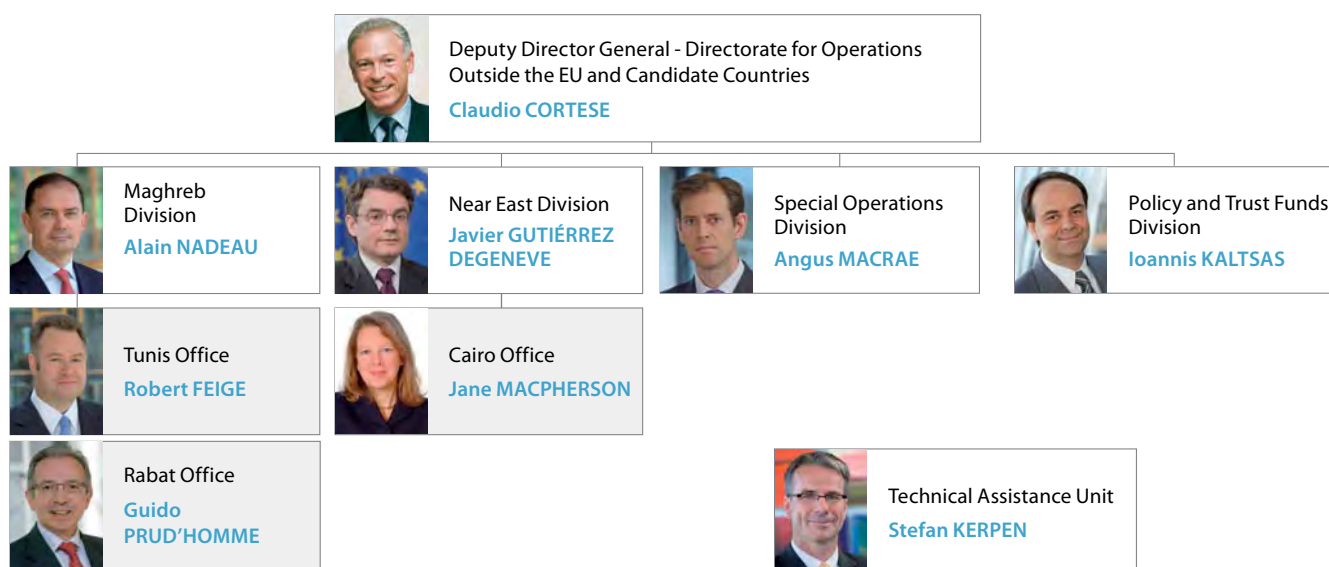 Deputy Director General - Directorate for Operations
Outside the EU and Candidate Countries
Claudio CORTESE
Maghreb
Division
Alain NADEAU
Near East Division
Javier GUTIÉRREZ
DEGENEVE
Special Operations
Division
Angus MACRAE
Policy and Trust Funds
Division
Ioannis KALTSAS
Tunis Office
Robert FEIGE
Cairo Office
Jane MACPHERSON
Rabat Office
Guido
PRUD’HOMME
Technical Assistance Unit
Stefan KERPEN